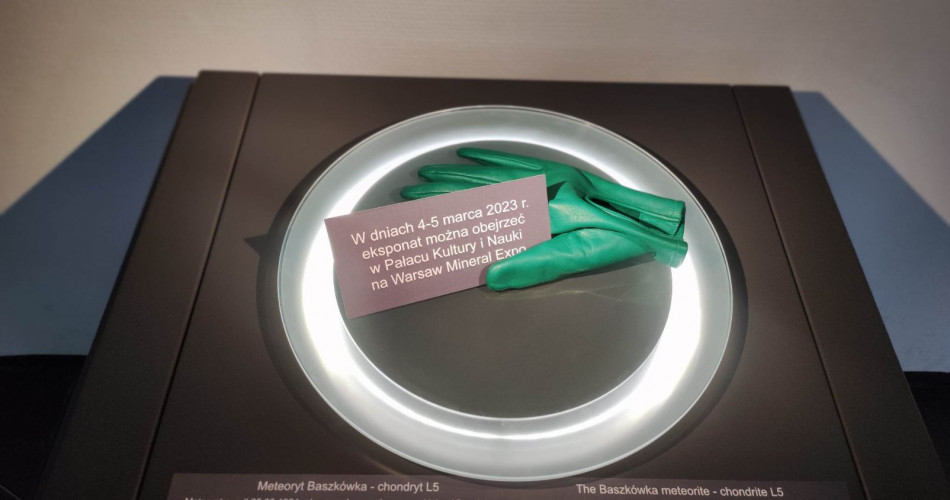 W dniach 4-5 marca 2023 r.
eksponat można obejrzeć
w Pałacu Kultury i Nauki
na Warsaw Mineral Expo
Meteoryt Baszkówka - chondryt L5
The Baszkówka meteorite - chondrite L5